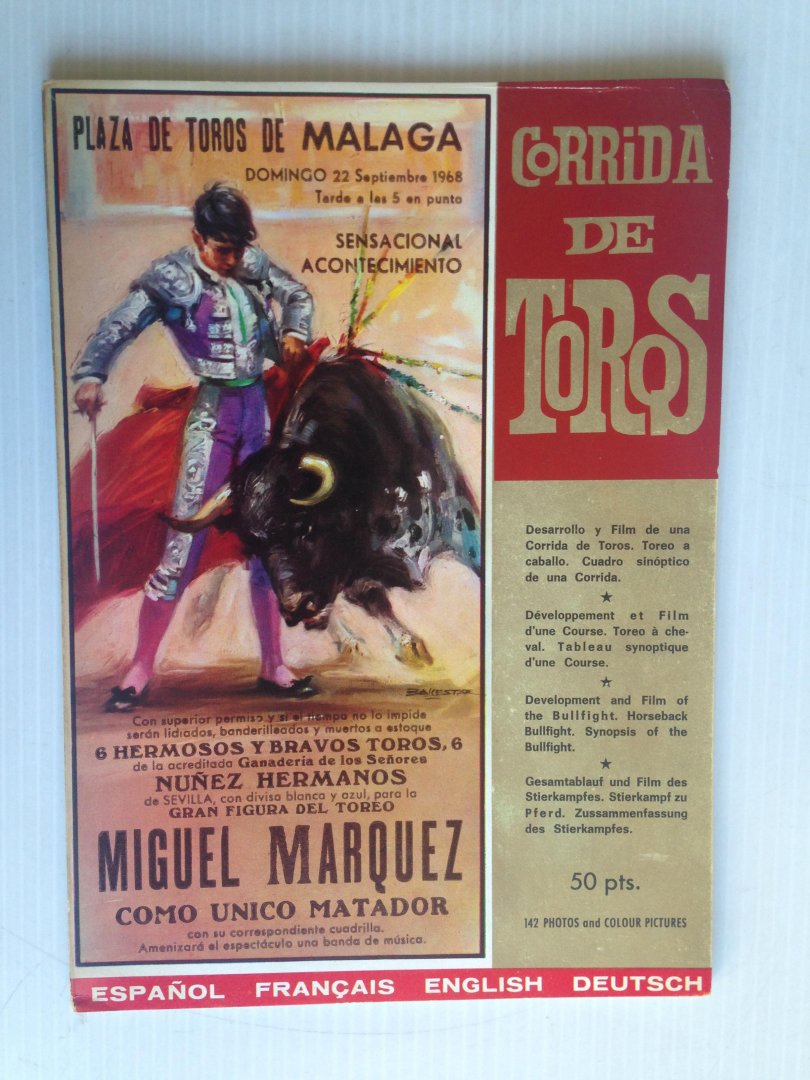 PLAZA DE TOROS DE MALAGA
DOMINGO 22 Septiembre 1968
Tarde a las 5 en punto
SENSACIONAL
ACONTECIMIENTO
BALLESTAR
Con superior permiso y si el tiempo no lo impide
serán lidiados, banderilleados y muertos a estoque
6 HERMOSOS Y BRAVOS TOROS, 6
de la acreditada Ganadería de los Señores
NUÑEZ HERMANOS
de SEVILLA, con divisa blanca y azul, para la
GRAN FIGURA DEL TOREO
MIGUEL MARQUEZ
COMO UNICO MATADOR
con su correspondiente cuadrilla.
Amenizará el espectáculo una banda de música.
CORRIDA
DE
TOROS
Desarrollo y Film de una
Corrida de Toros. Toreo a
caballo. Cuadro sinóptico
de una Corrida.
Développement et Film
d'une Course. Toreo à che-
val. Tableau synoptique
d'une Course.
Development and Film of
the Bullfight. Horseback
Bullfight. Synopsis of the
Bullfight.
Gesamtablauf und Film des
Stierkampfes. Stierkampf zu
Pferd. Zussammenfassung
des Stierkampfes.
50 pts.
142 PHOTOS and COLOUR PICTURES
ESPAÑOL FRANÇAIS ENGLISH DEUTSCH